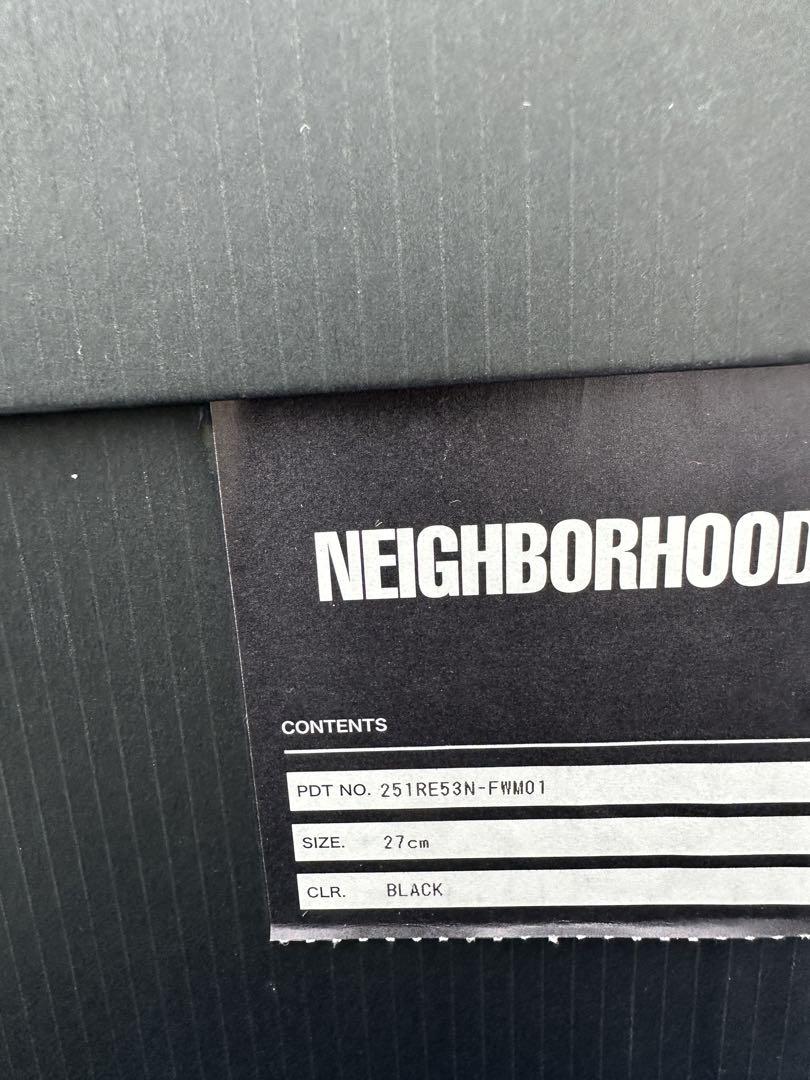 NEIGHBORHOOD
CONTENTS
PDT NO. 251RE53N-FWM01
SIZE. 27cm
CLR. BLACK